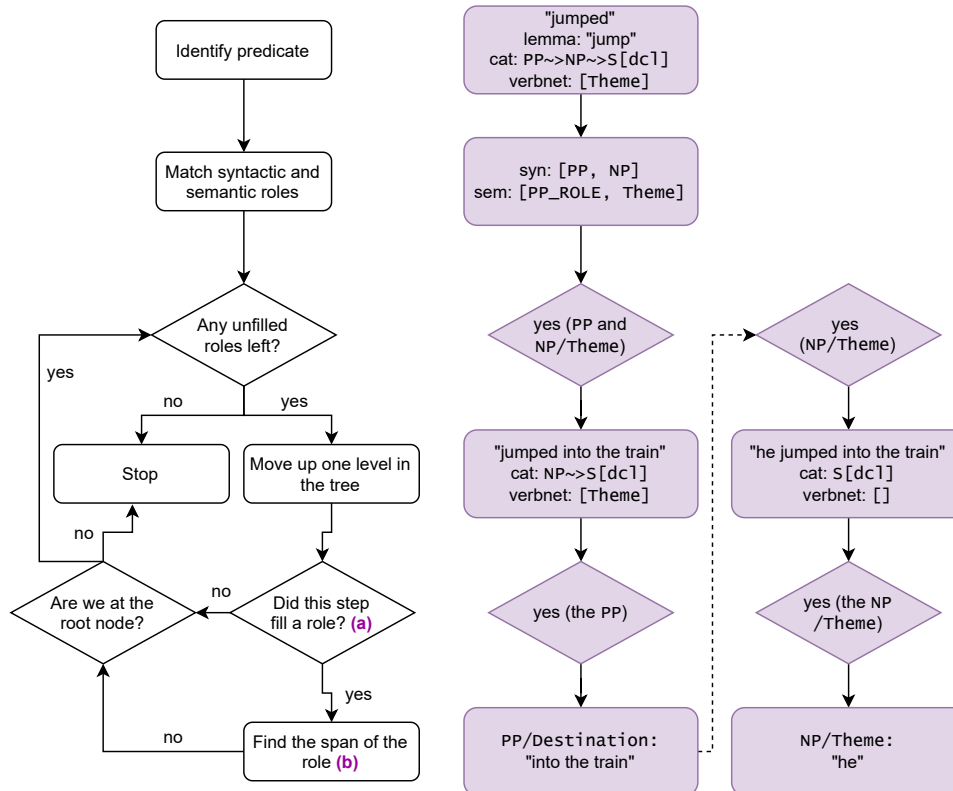 Identify predicate
Match syntactic and
semantic roles
Any unfilled
roles left?
yes
no
yes
Stop
Move up one level in
the tree
no
Are we at the
root node?
no
Did this step
fill a role? (a)
yes
no
Find the span of the
role (b)
"jumped"
lemma: "jump"
cat: PP~>NP~>S[dcl]
verbnet: [Theme]
syn: [PP, NP]
sem: [PP_ROLE, Theme]
yes (PP and
NP/Theme)
"jumped into the train"
cat: NP~>S[dcl]
verbnet: [Theme]
yes (the PP)
PP/Destination:
"into the train"
yes
(NP/Theme)
"he jumped into the train"
cat: S[dcl]
verbnet: []
yes (the NP
/Theme)
NP/Theme:
"he"